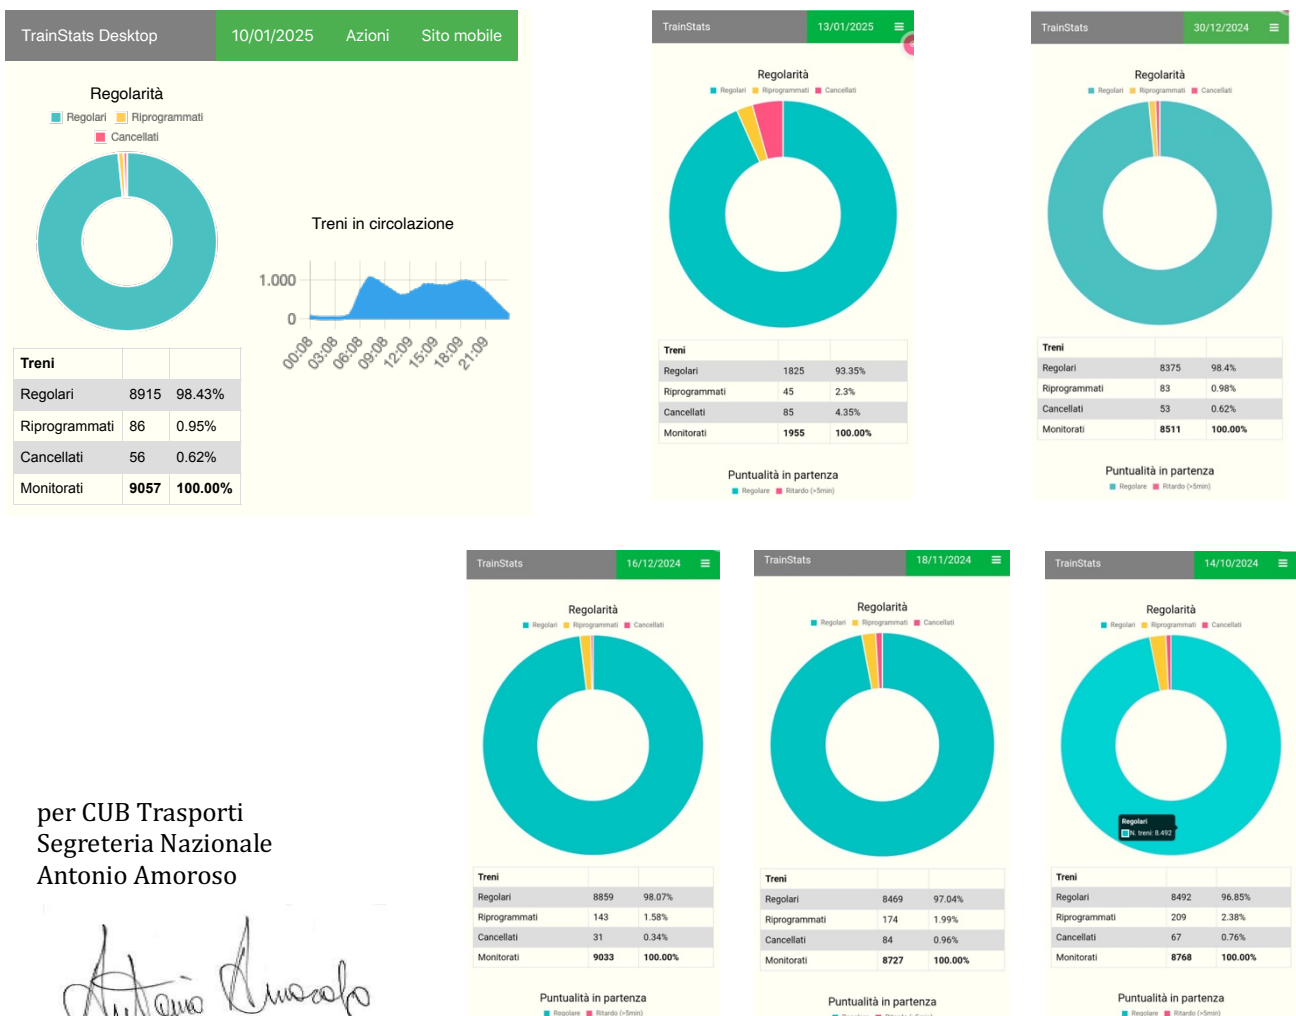 TrainStats Desktop 10/01/2025 Azioni Sito mobile
Regolarità
Regolari Riprogrammati
Cancellati
Treni in circolazione
1.000
0
00:08 03:08 06:08 09:08 12:09 15:09 18:09 21:09
Treni
Regolari 8915 98.43%
Riprogrammati 86 0.95%
Cancellati 56 0.62%
Monitorati 9057 100.00%
TrainStats 13/01/2025
Regolarità
Regolari Riprogrammati Cancellati
Treni
Regolari 1825 93.35%
Riprogrammati 45 2.3%
Cancellati 85 4.35%
Monitorati 1955 100.00%
Puntualità in partenza
Regolare Ritardo (>5min)
TrainStats 30/12/2024
Regolarità
Regolari Riprogrammati Cancellati
Treni
Regolari 8375 98.4%
Riprogrammati 83 0.98%
Cancellati 53 0.62%
Monitorati 8511 100.00%
Puntualità in partenza
Regolare Ritardo (>5min)
per CUB Trasporti
Segreteria Nazionale
Antonio Amoroso
Antonio Amoroso
TrainStats 16/12/2024
Regolarità
Regolari Riprogrammati Cancellati
Treni
Regolari 8859 98.07%
Riprogrammati 143 1.58%
Cancellati 31 0.34%
Monitorati 9033 100.00%
Puntualità in partenza
Regolare Ritardo (>5min)
TrainStats 18/11/2024
Regolarità
Regolari Riprogrammati Cancellati
Treni
Regolari 8469 97.04%
Riprogrammati 174 1.99%
Cancellati 84 0.96%
Monitorati 8727 100.00%
Puntualità in partenza
Regolare Ritardo (>5min)
TrainStats 14/10/2024
Regolarità
Regolari Riprogrammati Cancellati
Regolari
N. treni: 8.492
Treni
Regolari 8492 96.85%
Riprogrammati 209 2.38%
Cancellati 67 0.76%
Monitorati 8768 100.00%
Puntualità in partenza
Regolare Ritardo (>5min)